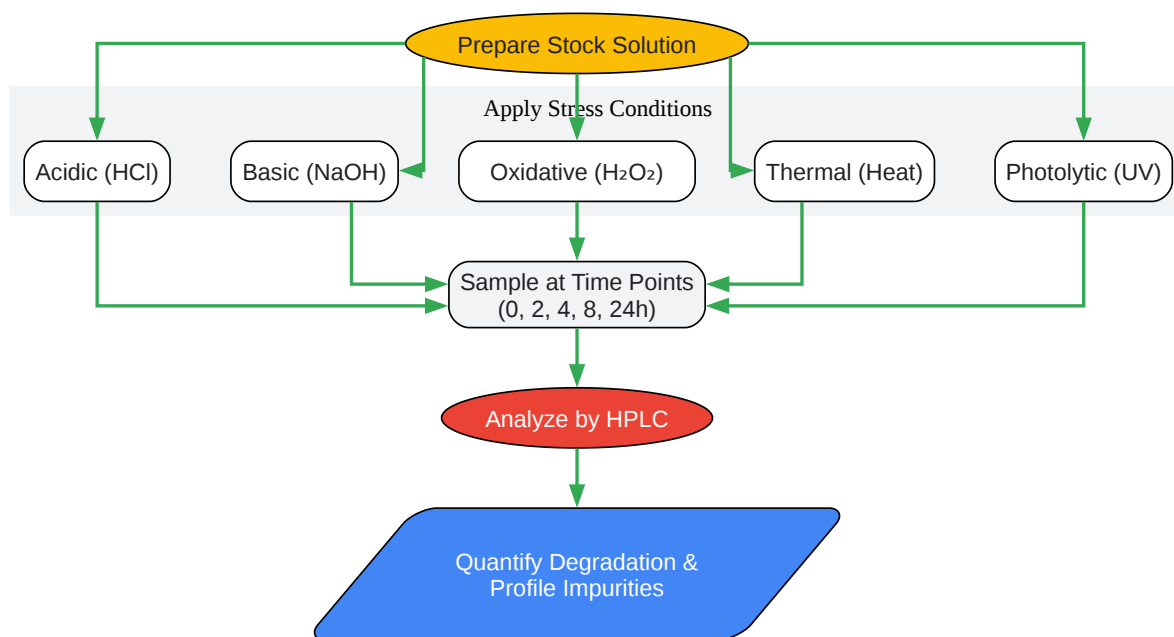 Prepare Stock Solution
Apply Stress Conditions
Acidic (HCl)
Basic (NaOH)
Oxidative (H₂O₂)
Thermal (Heat)
Photolytic (UV)
Sample at Time Points
(0, 2, 4, 8, 24h)
Analyze by HPLC
Quantify Degradation &
Profile Impurities